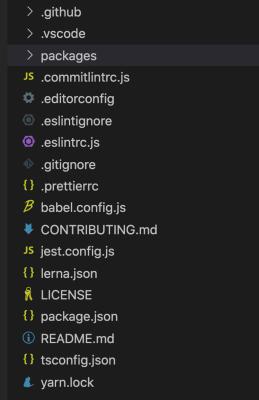 .github
.vscode
packages
JS .commitlintrc.js
.editorconfig
.eslintignore
.eslintrc.js
.gitignore
{} .prettierrc
babel.config.js
CONTRIBUTING.md
JS jest.config.js
{} lerna.json
LICENSE
{} package.json
README.md
{} tsconfig.json
yarn.lock